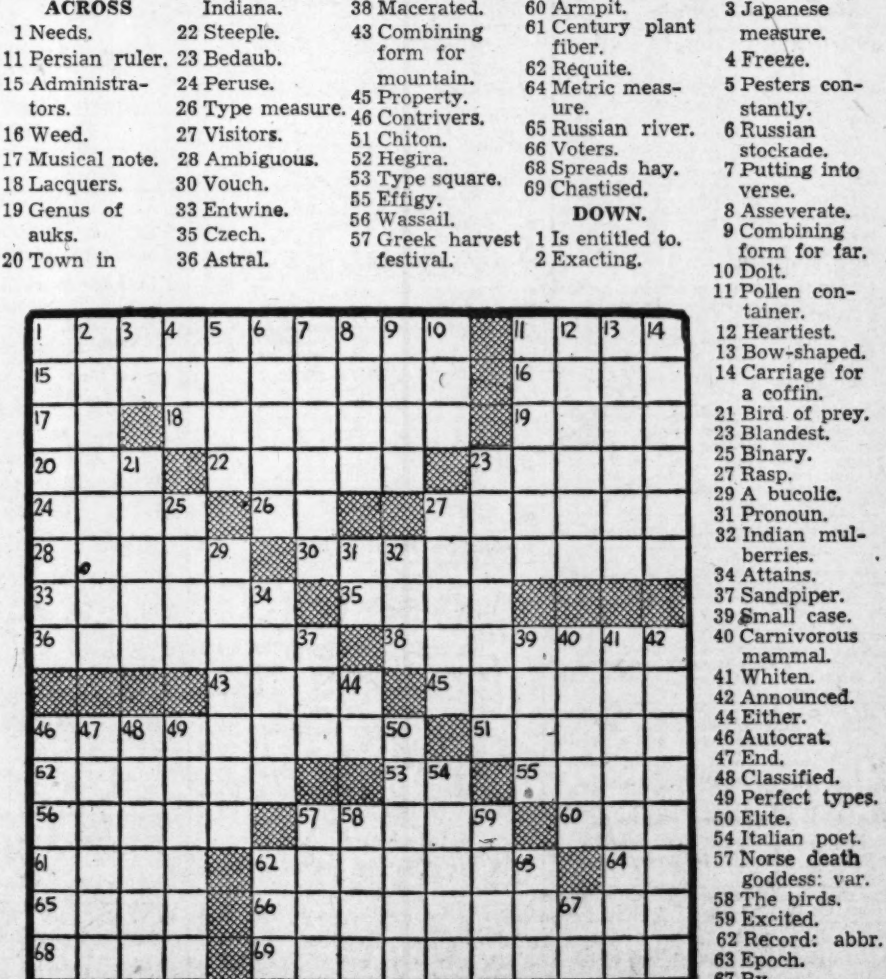 ACROSS
1 Needs.
11 Persian ruler.
15 Administra-
tors.
16 Weed.
17 Musical note.
18 Lacquers.
19 Genus of
auks.
20 Town in
Indiana.
22 Steeple.
23 Bedaub.
24 Peruse.
26 Type measure.
27 Visitors.
28 Ambiguous.
30 Vouch.
33 Entwine.
35 Czech.
36 Astral.
38 Macerated.
43 Combining
form for
mountain.
45 Property.
46 Contrivers.
51 Chiton.
52 Hegira.
53 Type square.
55 Effigy.
56 Wassail.
57 Greek harvest
festival.
60 Armpit.
61 Century plant
fiber.
62 Requite.
64 Metric meas-
ure.
65 Russian river.
66 Voters.
68 Spreads hay.
69 Chastised.
DOWN.
1 Is entitled to.
2 Exacting.
3 Japanese
measure.
4 Freeze.
5 Pesters con-
stantly.
6 Russian
stockade.
7 Putting into
verse.
8 Asseverate.
9 Combining
form for far.
10 Dolt.
11 Pollen con-
tainer.
12 Heartiest.
13 Bow-shaped.
14 Carriage for
a coffin.
21 Bird of prey.
23 Blandest.
25 Binary.
27 Rasp.
29 A bucolic.
31 Pronoun.
32 Indian mul-
berries.
34 Attains.
37 Sandpiper.
39 Small case.
40 Carnivorous
mammal.
41 Whiten.
42 Announced.
44 Either.
46 Autocrat.
47 End.
48 Classified.
49 Perfect types.
50 Elite.
54 Italian poet.
57 Norse death
goddess: var.
58 The birds.
59 Excited.
62 Record: abbr.
63 Epoch.
1 2 3 4 5 6 7 8 9 10 11 12 13 14
15 16
17 18 19
20 21 22 23
24 25 26 27
28 29 30 31 32
33 34 35
36 37 38 39 40 41 42
43 44 45
46 47 48 49 50 51
62 53 54 55
56 57 58 59 60
61 62 63 64
65 66 67
68 69